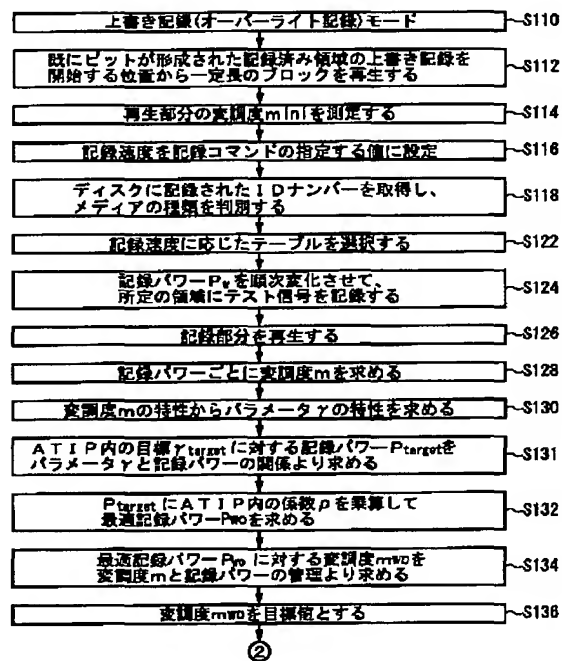 上書き記録(オーバーライト記録)モード
S110
既にピットが形成された記録済み領域の上書き記録を
開始する位置から一定長のブロックを再生する
S112
再生部分の変調度miniを測定する
S114
記録速度を記録コマンドの指定する値に設定
S116
ディスクに記録されたIDナンバーを取得し、
メディアの種類を判別する
S118
記録速度に応じたテーブルを選択する
S122
記録パワーPwを順次変化させて、
所定の領域にテスト信号を記録する
S124
記録部分を再生する
S126
記録パワーごとに変調度mを求める
S128
変調度mの特性からパラメータγの特性を求める
S130
ATIP内の目標γtargetに対する記録パワーPtargetを
パラメータγと記録パワーの関係より求める
S131
PtargetにATIP内の係数ρを乗算して
最適記録パワーPwoを求める
S132
最適記録パワーPwoに対する変調度mwoを
変調度mと記録パワーの管理より求める
S134
変調度mwoを目標値とする
S136
②